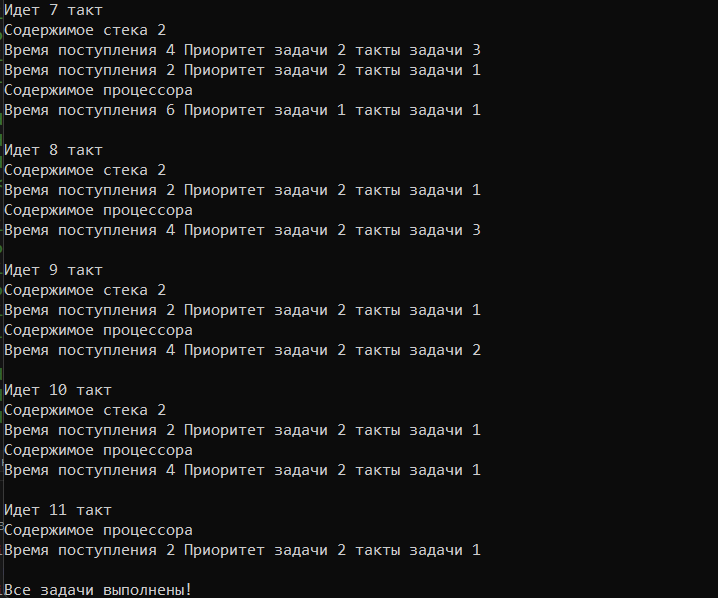 Идет 7 такт
Содержимое стека 2
Время поступления 4 Приоритет задачи 2 такты задачи 3
Время поступления 2 Приоритет задачи 2 такты задачи 1
Содержимое процессора
Время поступления 6 Приоритет задачи 1 такты задачи 1
Идет 8 такт
Содержимое стека 2
Время поступления 2 Приоритет задачи 2 такты задачи 1
Содержимое процессора
Время поступления 4 Приоритет задачи 2 такты задачи 3
Идет 9 такт
Содержимое стека 2
Время поступления 2 Приоритет задачи 2 такты задачи 1
Содержимое процессора
Время поступления 4 Приоритет задачи 2 такты задачи 2
Идет 10 такт
Содержимое стека 2
Время поступления 2 Приоритет задачи 2 такты задачи 1
Содержимое процессора
Время поступления 4 Приоритет задачи 2 такты задачи 1
Идет 11 такт
Содержимое процессора
Время поступления 2 Приоритет задачи 2 такты задачи 1
Все задачи выполнены!